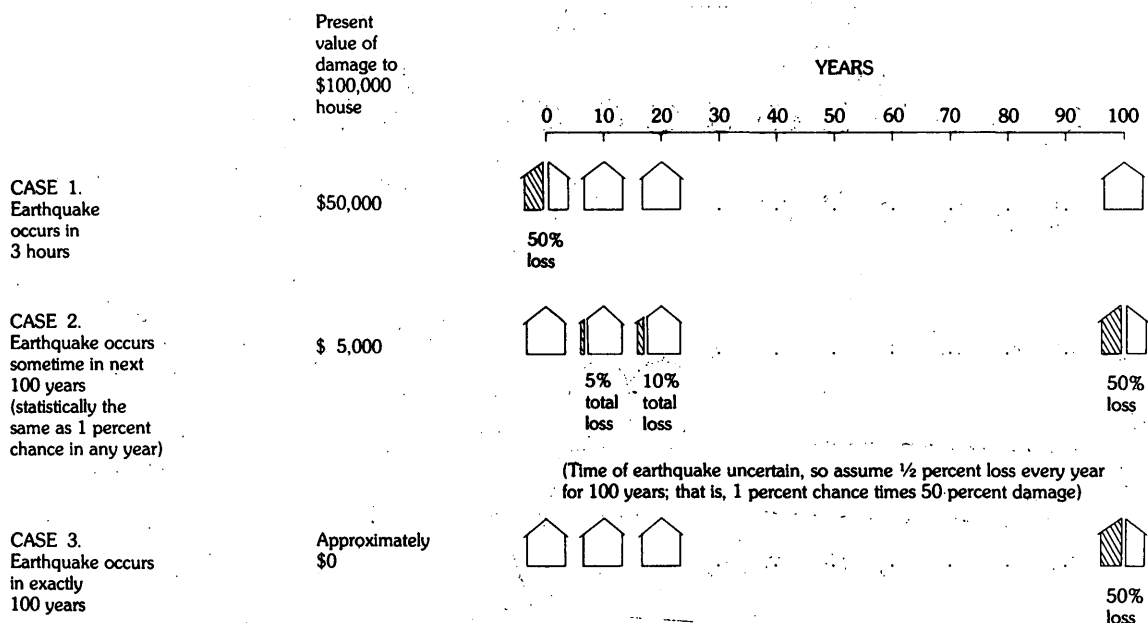 Present
value of
damage to
$100,000
house
YEARS
0 10 20 30 40 50 60 70 80 90 100
CASE 1.
Earthquake
occurs in
3 hours
$50,000
50%
loss
CASE 2.
Earthquake occurs
sometime in next
100 years
(statistically the
same as 1 percent
chance in any year)
$ 5,000
5%
total
loss
10%
total
loss
50%
loss
(Time of earthquake uncertain, so assume ½ percent loss every year
for 100 years; that is, 1 percent chance times 50 percent damage)
CASE 3.
Earthquake occurs
in exactly
100 years
Approximately
$0
50%
loss